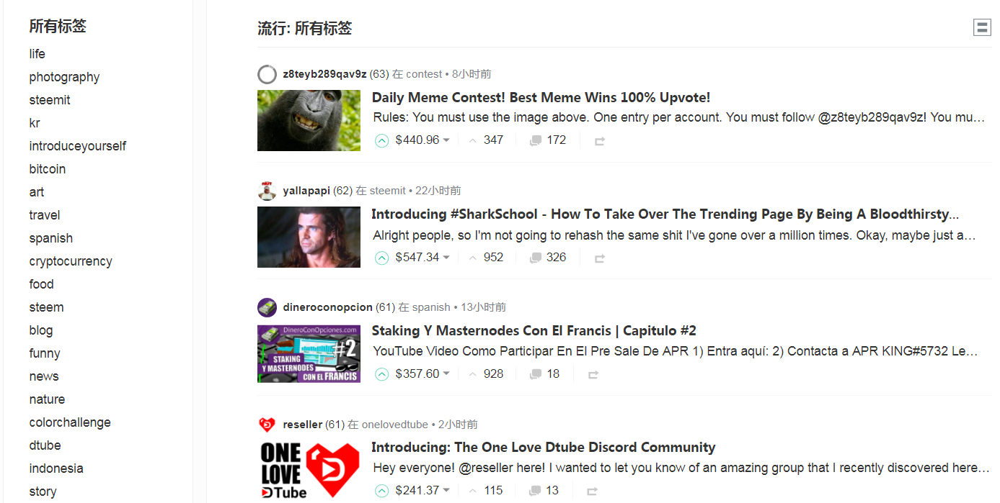 所有标签
life
photography
steemit
kr
introduceyourself
bitcoin
art
travel
spanish
cryptocurrency
food
steem
blog
funny
news
nature
colorchallenge
dtube
indonesia
story
流行: 所有标签
z8teyb289qav9z (63) 在 contest • 8小时前
Daily Meme Contest! Best Meme Wins 100% Upvote!
Rules: You must use the image above. One entry per account. You must follow @z8teyb289qav9z! You mu…
$440.96 347 172
yallapapi (62) 在 steemit • 22小时前
Introducing #SharkSchool - How To Take Over The Trending Page By Being A Bloodthirsty…
Alright people, so I'm not going to rehash the same shit I've gone over a million times. Okay, maybe just a…
$547.34 952 326
dineroconopcion (61) 在 spanish • 13小时前
DineroConOpciones.com
#2
STAKING
Y MASTERNODES
CON EL FRANCIS
Staking Y Masternodes Con El Francis | Capitulo #2
YouTube Video Como Participar En El Pre Sale De APR 1) Entra aquí: 2) Contacta a APR KING#5732 Le…
$357.60 928 18
reseller (61) 在 onelovedtube • 2小时前
ONE
LOVE
DTube
Introducing: The One Love Dtube Discord Community
Hey everyone! @reseller here! I wanted to let you know of an amazing group that I recently discovered here…
$241.37 115 13